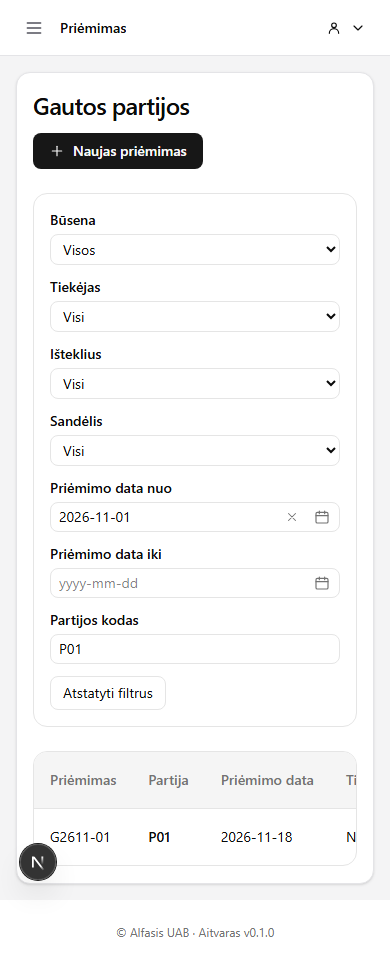 Priėmimas
Gautos partijos
Naujas priėmimas
Būsena
Visos
Tiekėjas
Visi
Išteklius
Visi
Sandėlis
Visi
Priėmimo data nuo
2026-11-01
Priėmimo data iki
yyyy-mm-dd
Partijos kodas
P01
Atstatyti filtrus
Priėmimas Partija Priėmimo data Ti
G2611-01 P01 2026-11-18 N
N
© Alfasis UAB · Aitvaras v0.1.0